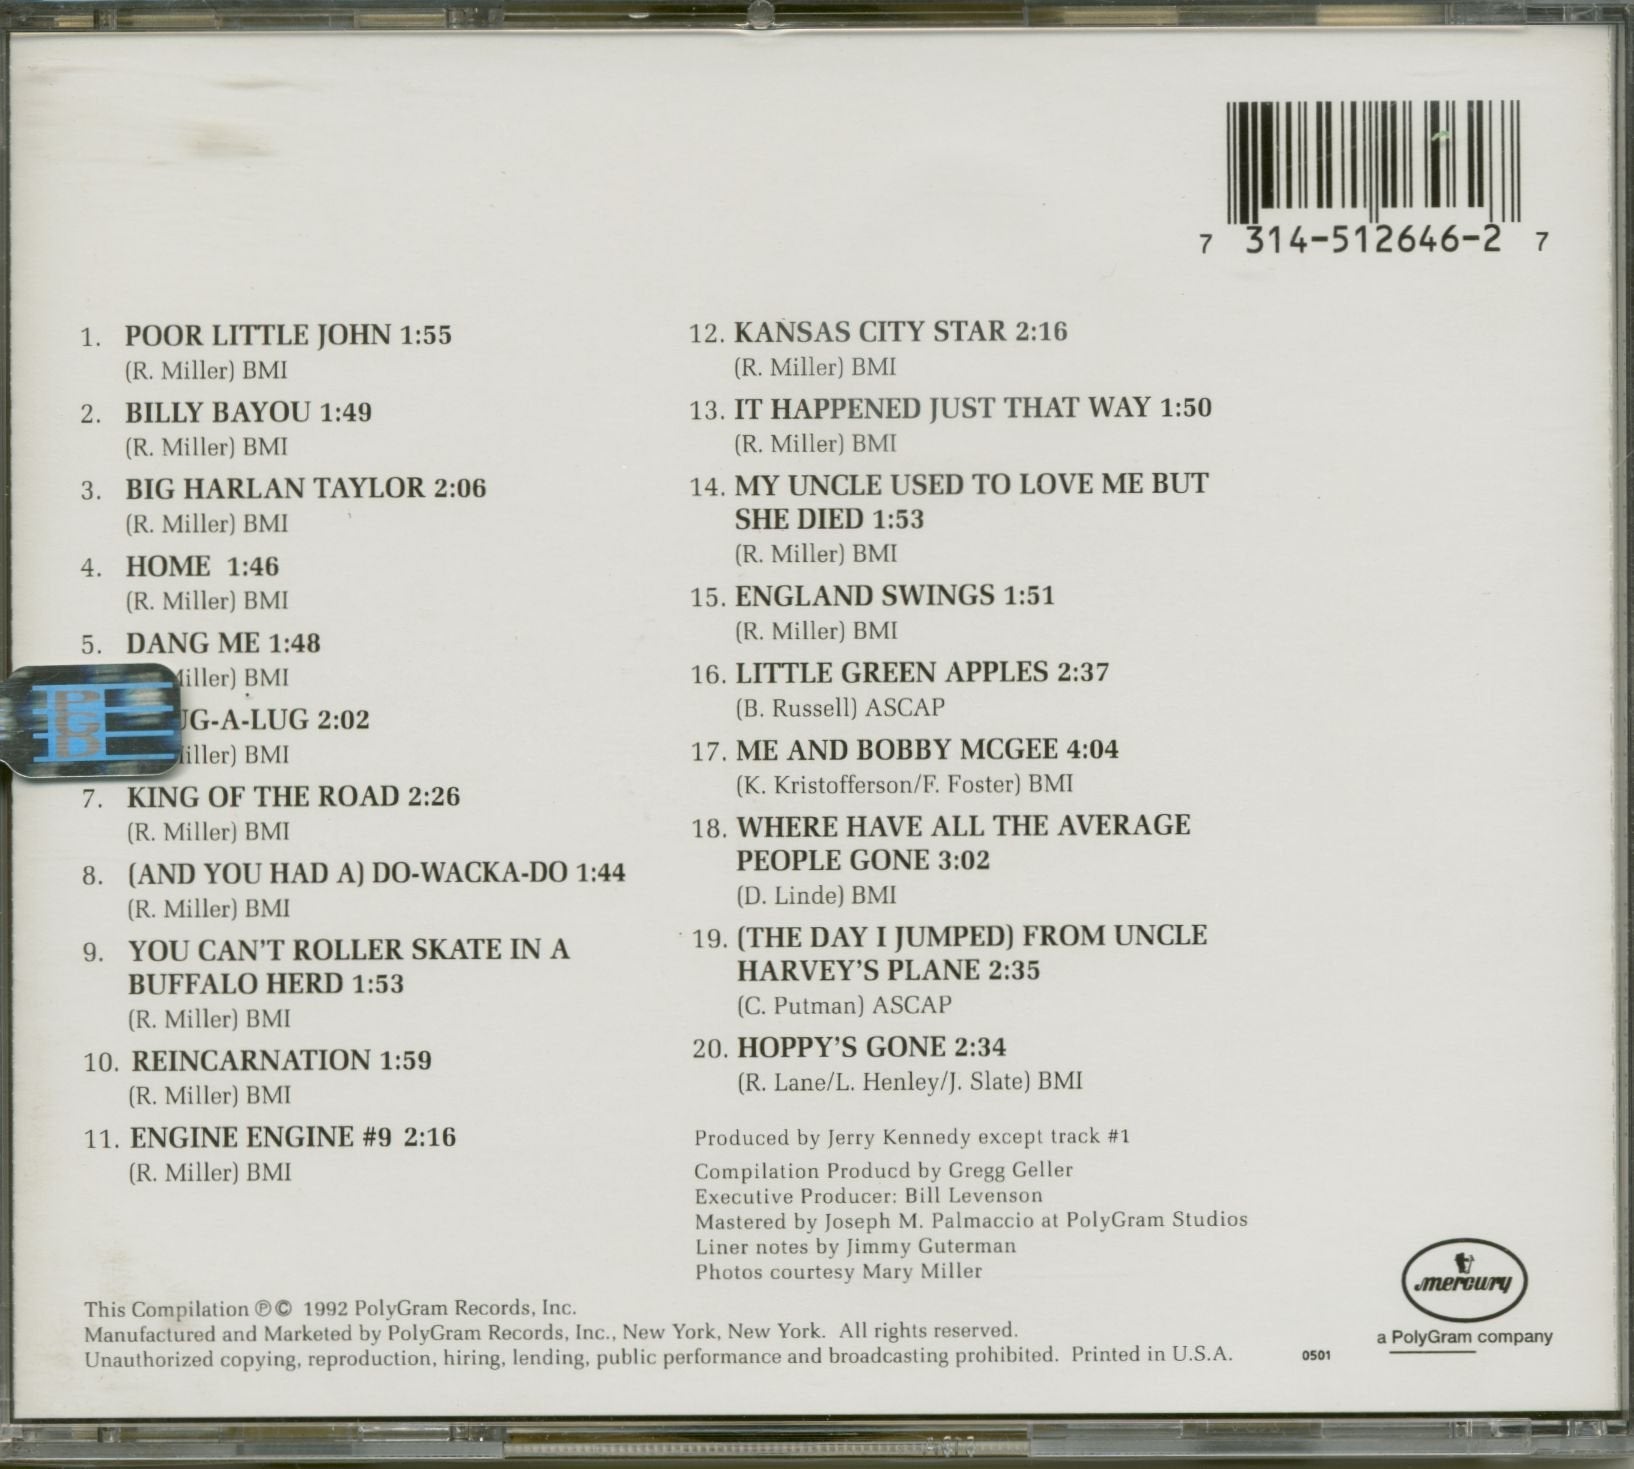 7 314-512646-2 7
1. POOR LITTLE JOHN 1:55
(R. Miller) BMI
2. BILLY BAYOU 1:49
(R. Miller) BMI
3. BIG HARLAN TAYLOR 2:06
(R. Miller) BMI
4. HOME 1:46
(R. Miller) BMI
5. DANG ME 1:48
Miller) BMI
UG-A-LUG 2:02
Miller) BMI
7. KING OF THE ROAD 2:26
(R. Miller) BMI
8. (AND YOU HAD A) DO-WACKA-DO 1:44
(R. Miller) BMI
9. YOU CAN'T ROLLER SKATE IN A
BUFFALO HERD 1:53
(R. Miller) BMI
10. REINCARNATION 1:59
(R. Miller) BMI
11. ENGINE ENGINE #9 2:16
(R. Miller) BMI
12. KANSAS CITY STAR 2:16
(R. Miller) BMI
13. IT HAPPENED JUST THAT WAY 1:50
(R. Miller) BMI
14. MY UNCLE USED TO LOVE ME BUT
SHE DIED 1:53
(R. Miller) BMI
15. ENGLAND SWINGS 1:51
(R. Miller) BMI
16. LITTLE GREEN APPLES 2:37
(B. Russell) ASCAP
17. ME AND BOBBY MCGEE 4:04
(K. Kristofferson/F. Foster) BMI
18. WHERE HAVE ALL THE AVERAGE
PEOPLE GONE 3:02
(D. Linde) BMI
19. (THE DAY I JUMPED) FROM UNCLE
HARVEY'S PLANE 2:35
(C. Putman) ASCAP
20. HOPPY'S GONE 2:34
(R. Lane/L. Henley/J. Slate) BMI
Produced by Jerry Kennedy except track #1
Compilation Producd by Gregg Geller
Executive Producer: Bill Levenson
Mastered by Joseph M. Palmaccio at PolyGram Studios
Liner notes by Jimmy Guterman
Photos courtesy Mary Miller
This Compilation ℗© 1992 PolyGram Records, Inc.
Manufactured and Marketed by PolyGram Records, Inc., New York, New York. All rights reserved.
Unauthorized copying, reproduction, hiring, lending, public performance and broadcasting prohibited. Printed in U.S.A.
0501
mercury
a PolyGram company